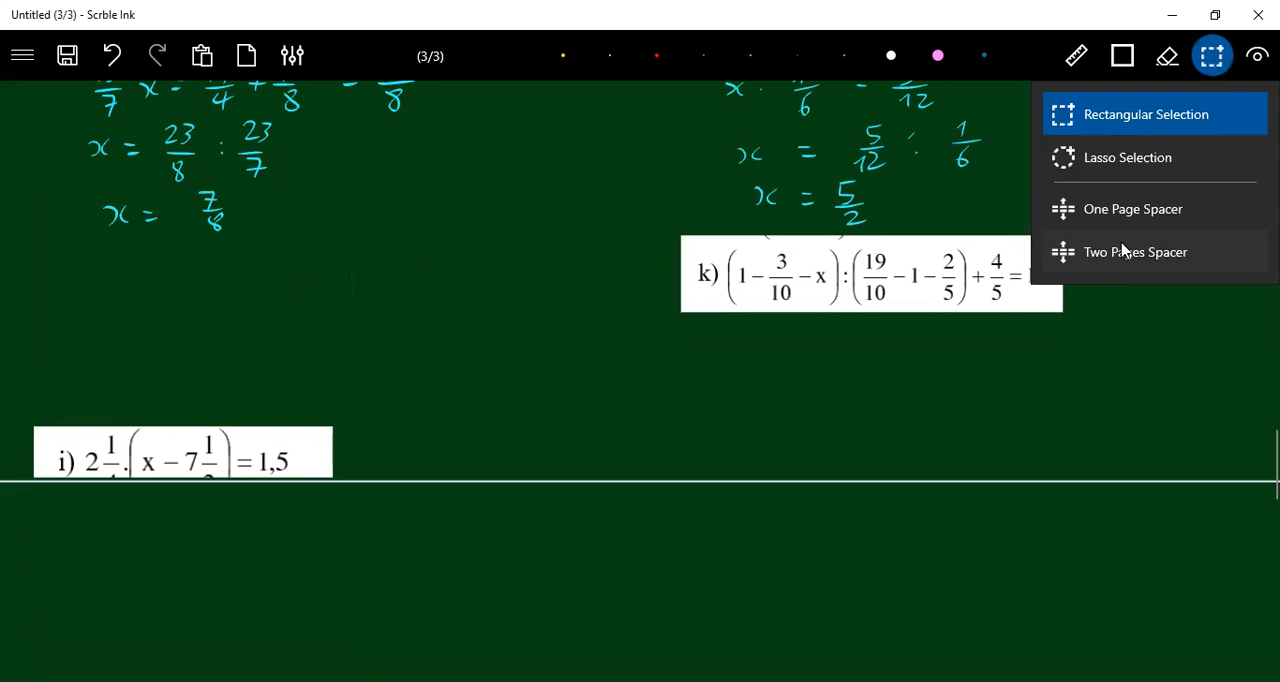 Untitled (3/3) - Scrble Ink
(3/3)
Rectangular Selection
Lasso Selection
One Page Spacer
Two Pages Spacer
x = 23/8 : 23/7
x = 7/8
x = 5/12 : 1/6
x = 5/2
k) (1 − 3/10 − x) : (19/10 − 1 − 2/5) + 4/5 =
i) 2 1/4 . (x − 7 1/3) = 1,5